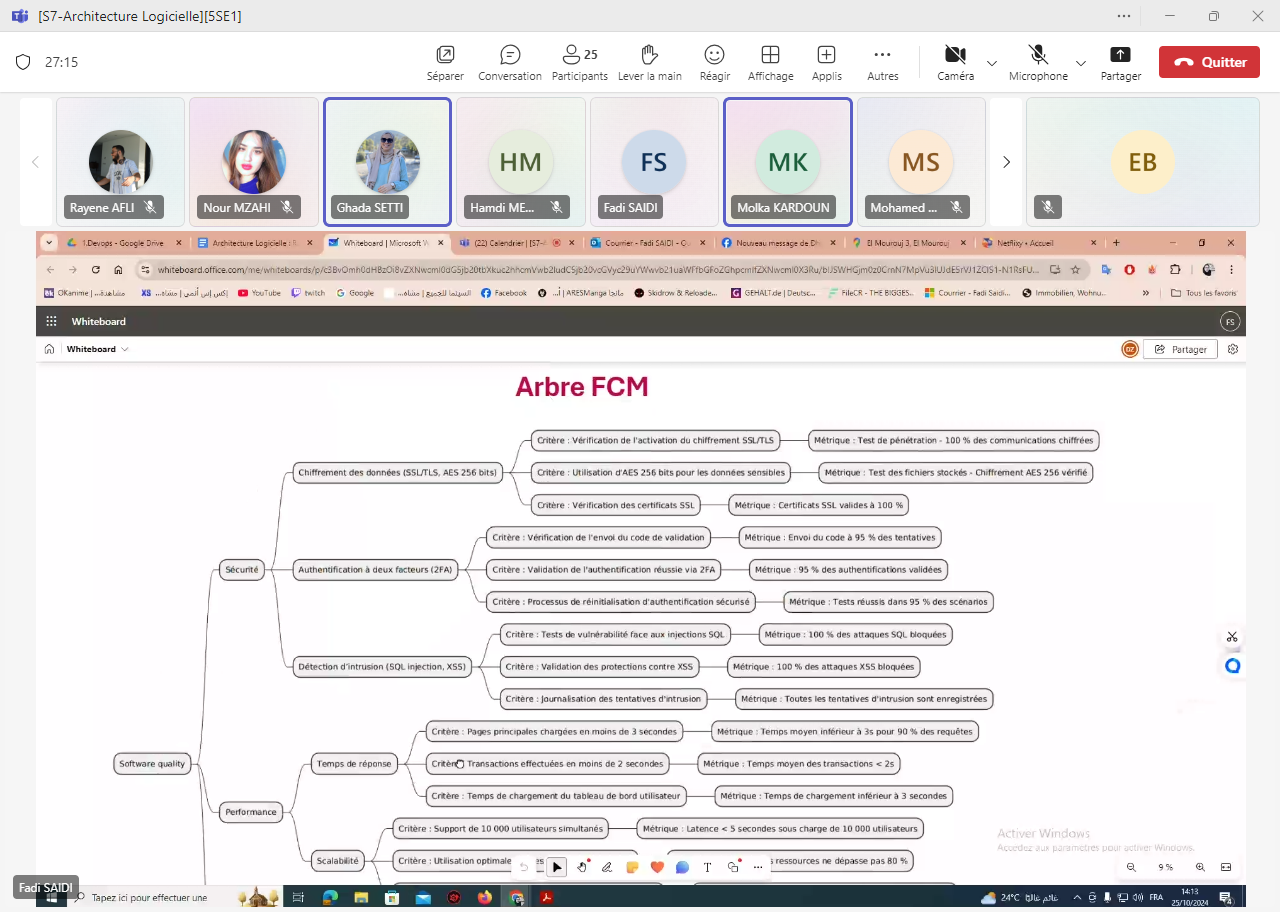 [S7-Architecture Logicielle][5SE1]
27:15
Séparer
Conversation
25
Participants
Lever la main
Réagir
Affichage
Applis
Autres
Caméra
Microphone
Partager
Quitter
Rayene AFLI
Nour MZAHI
Ghada SETTI
HM
Hamdi ME...
FS
Fadi SAIDI
MK
Molka KARDOUN
MS
Mohamed ...
EB
1.Devops - Google Drive
Architecture Logicielle : R
Whiteboard | Microsoft W
(22) Calendrier | [S7-A
Courrier - Fadi SAIDI - Ou
Nouveau message de Dh
El Mourouj 3, El Mourouj
Netflixy • Accueil
OKanime | ...مشاهدة
YouTube
twitch
Google
Facebook
Skidrow & Reloade...
GEHALT.de | Deutsc...
FileCR - THE BIGGES...
Courrier - Fadi Saidi...
Immobilien, Wohnu...
Tous les favoris
Whiteboard
FS
Whiteboard
DZ
Partager
Arbre FCM
Critère : Vérification de l'activation du chiffrement SSL/TLS
Métrique : Test de pénétration - 100 % des communications chiffrées
Chiffrement des données (SSL/TLS, AES 256 bits)
Critère : Utilisation d'AES 256 bits pour les données sensibles
Métrique : Test des fichiers stockés - Chiffrement AES 256 vérifié
Critère : Vérification des certificats SSL
Métrique : Certificats SSL valides à 100 %
Critère : Vérification de l'envoi du code de validation
Métrique : Envoi du code à 95 % des tentatives
Sécurité
Authentification à deux facteurs (2FA)
Critère : Validation de l'authentification réussie via 2FA
Métrique : 95 % des authentifications validées
Critère : Processus de réinitialisation d'authentification sécurisé
Métrique : Tests réussis dans 95 % des scénarios
Critère : Tests de vulnérabilité face aux injections SQL
Métrique : 100 % des attaques SQL bloquées
Détection d'intrusion (SQL injection, XSS)
Critère : Validation des protections contre XSS
Métrique : 100 % des attaques XSS bloquées
Critère : Journalisation des tentatives d'intrusion
Métrique : Toutes les tentatives d'intrusion sont enregistrées
Critère : Pages principales chargées en moins de 3 secondes
Métrique : Temps moyen inférieur à 3s pour 90 % des requêtes
Software quality
Temps de réponse
Critère : Transactions effectuées en moins de 2 secondes
Métrique : Temps moyen des transactions < 2s
Critère : Temps de chargement du tableau de bord utilisateur
Métrique : Temps de chargement inférieur à 3 secondes
Performance
Critère : Support de 10 000 utilisateurs simultanés
Métrique : Latence < 5 secondes sous charge de 10 000 utilisateurs
Activer Windows
Accédez aux paramètres pour activer Windows.
Scalabilité
Critère : Utilisation optimale
ressources ne dépasse pas 80 %
9 %
Fadi SAIDI
Tapez ici pour effectuer une
24°C غائم غالبًا
FRA
14:13
25/10/2024